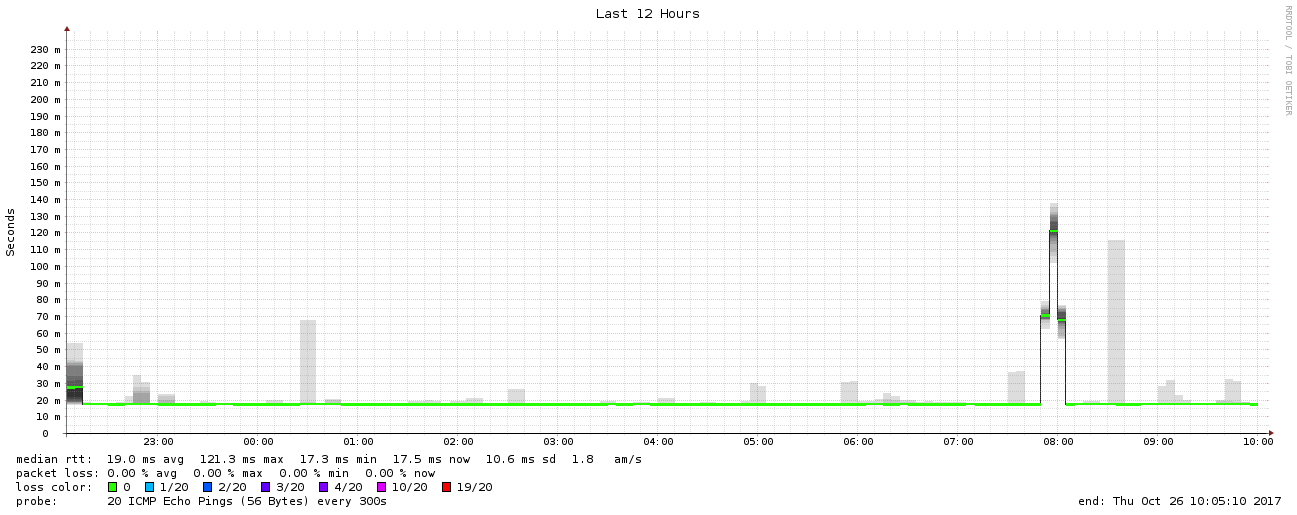 Last 12 Hours
RRDTOOL / TOBI OETIKER
Seconds
230 m
220 m
210 m
200 m
190 m
180 m
170 m
160 m
150 m
140 m
130 m
120 m
110 m
100 m
90 m
80 m
70 m
60 m
50 m
40 m
30 m
20 m
10 m
0
23:00 00:00 01:00 02:00 03:00 04:00 05:00 06:00 07:00 08:00 09:00 10:00
median rtt: 19.0 ms avg 121.3 ms max 17.3 ms min 17.5 ms now 10.6 ms sd 1.8 am/s
packet loss: 0.00 % avg 0.00 % max 0.00 % min 0.00 % now
loss color: 0 1/20 2/20 3/20 4/20 10/20 19/20
probe: 20 ICMP Echo Pings (56 Bytes) every 300s end: Thu Oct 26 10:05:10 2017